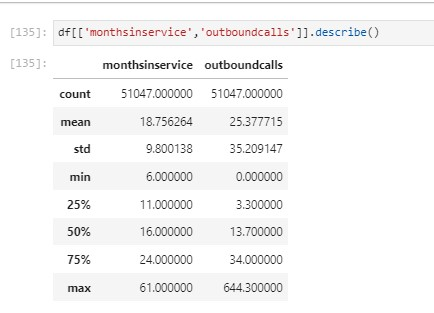 [135]: df[['monthsinservice','outboundcalls']].describe()
[135]:
monthsinservice outboundcalls
count 51047.000000 51047.000000
mean 18.756264 25.377715
std 9.800138 35.209147
min 6.000000 0.000000
25% 11.000000 3.300000
50% 16.000000 13.700000
75% 24.000000 34.000000
max 61.000000 644.300000